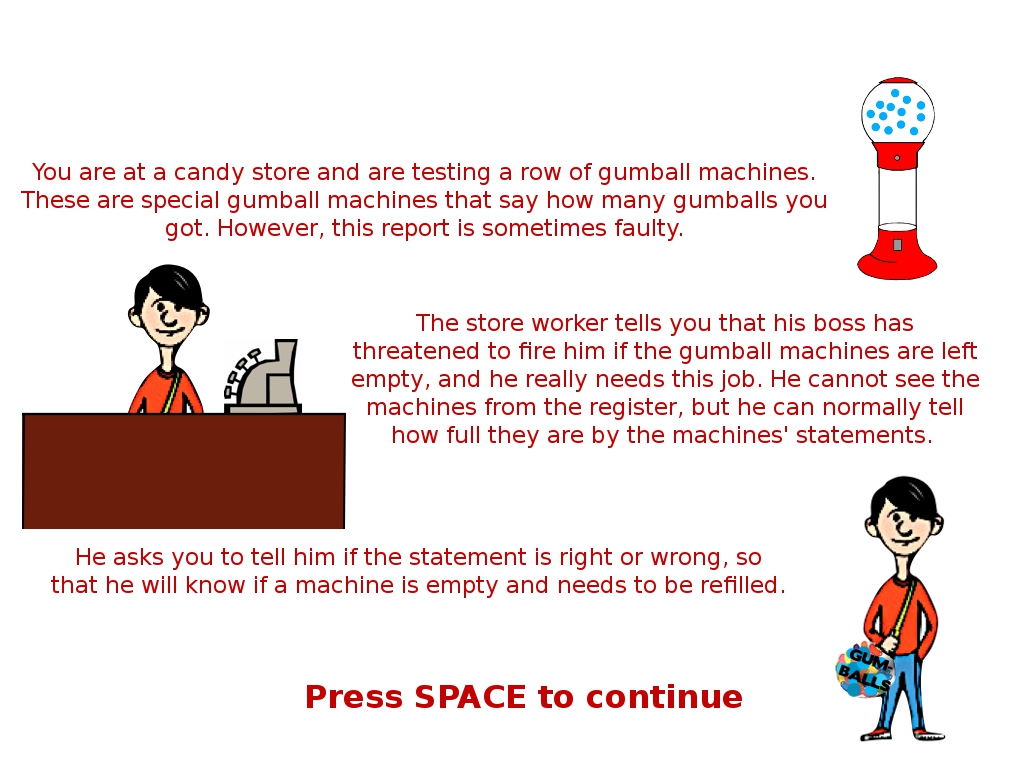 You are at a candy store and are testing a row of gumball machines.
These are special gumball machines that say how many gumballs you
got. However, this report is sometimes faulty.
The store worker tells you that his boss has
threatened to fire him if the gumball machines are left
empty, and he really needs this job. He cannot see the
machines from the register, but he can normally tell
how full they are by the machines' statements.
He asks you to tell him if the statement is right or wrong, so
that he will know if a machine is empty and needs to be refilled.
GUM-
BALLS
Press SPACE to continue